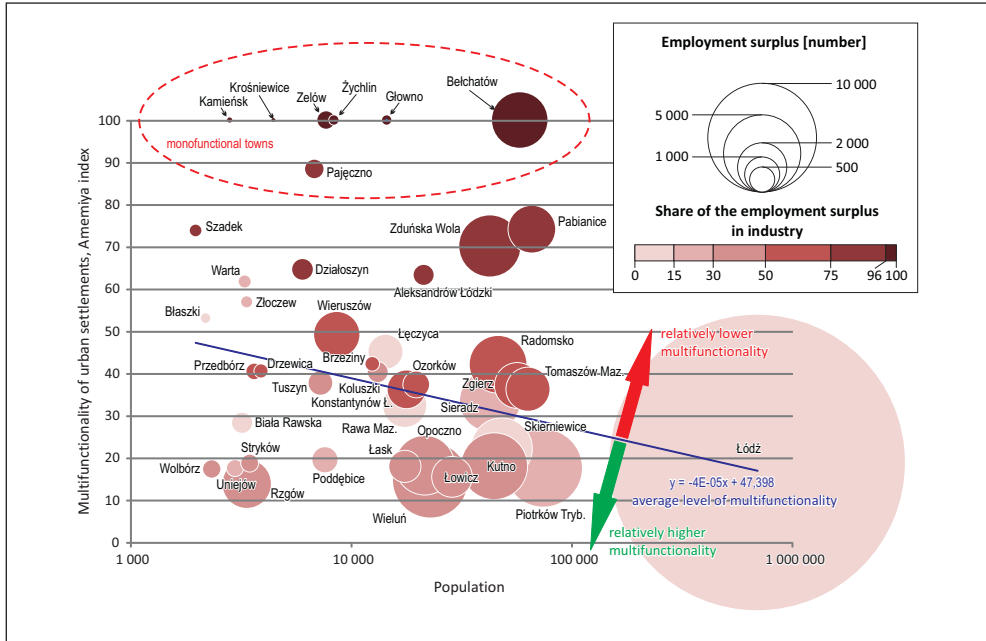 Multifunctionality of urban settlements, Amemiya index
100
90
80
70
60
50
40
30
20
10
0
1 000
10 000
100 000
1 000 000
Population
Kamieńsk
Krośniewice
Zelów
Żychlin
Głowno
Bełchatów
monofunctional towns
Pajęczno
Szadek
Zduńska Wola
Pabianice
Warta
Działoszyn
Aleksandrów Łódzki
Złoczew
Błaszki
Wieruszów
Łęczyca
Radomsko
Brzeziny
Przedbórz
Drzewica
Ozorków
Tomaszów Maz.
Tuszyn
Koluszki
Zgierz
Konstantynów Ł.
Sieradz
Biała Rawska
Rawa Maz.
Opoczno
Skierniewice
Stryków
Łask
Wolbórz
Poddębice
Łowicz
Kutno
Uniejów
Rzgów
Wieluń
Piotrków Tryb.
Łódź
y = -4E-05x + 47,398
average level of multifunctionality
relatively lower
multifunctionality
relatively higher
multifunctionality
Employment surplus [number]
10 000
5 000
2 000
1 000
500
Share of the employment surplus
in industry
0 15 30 50 75 96 100